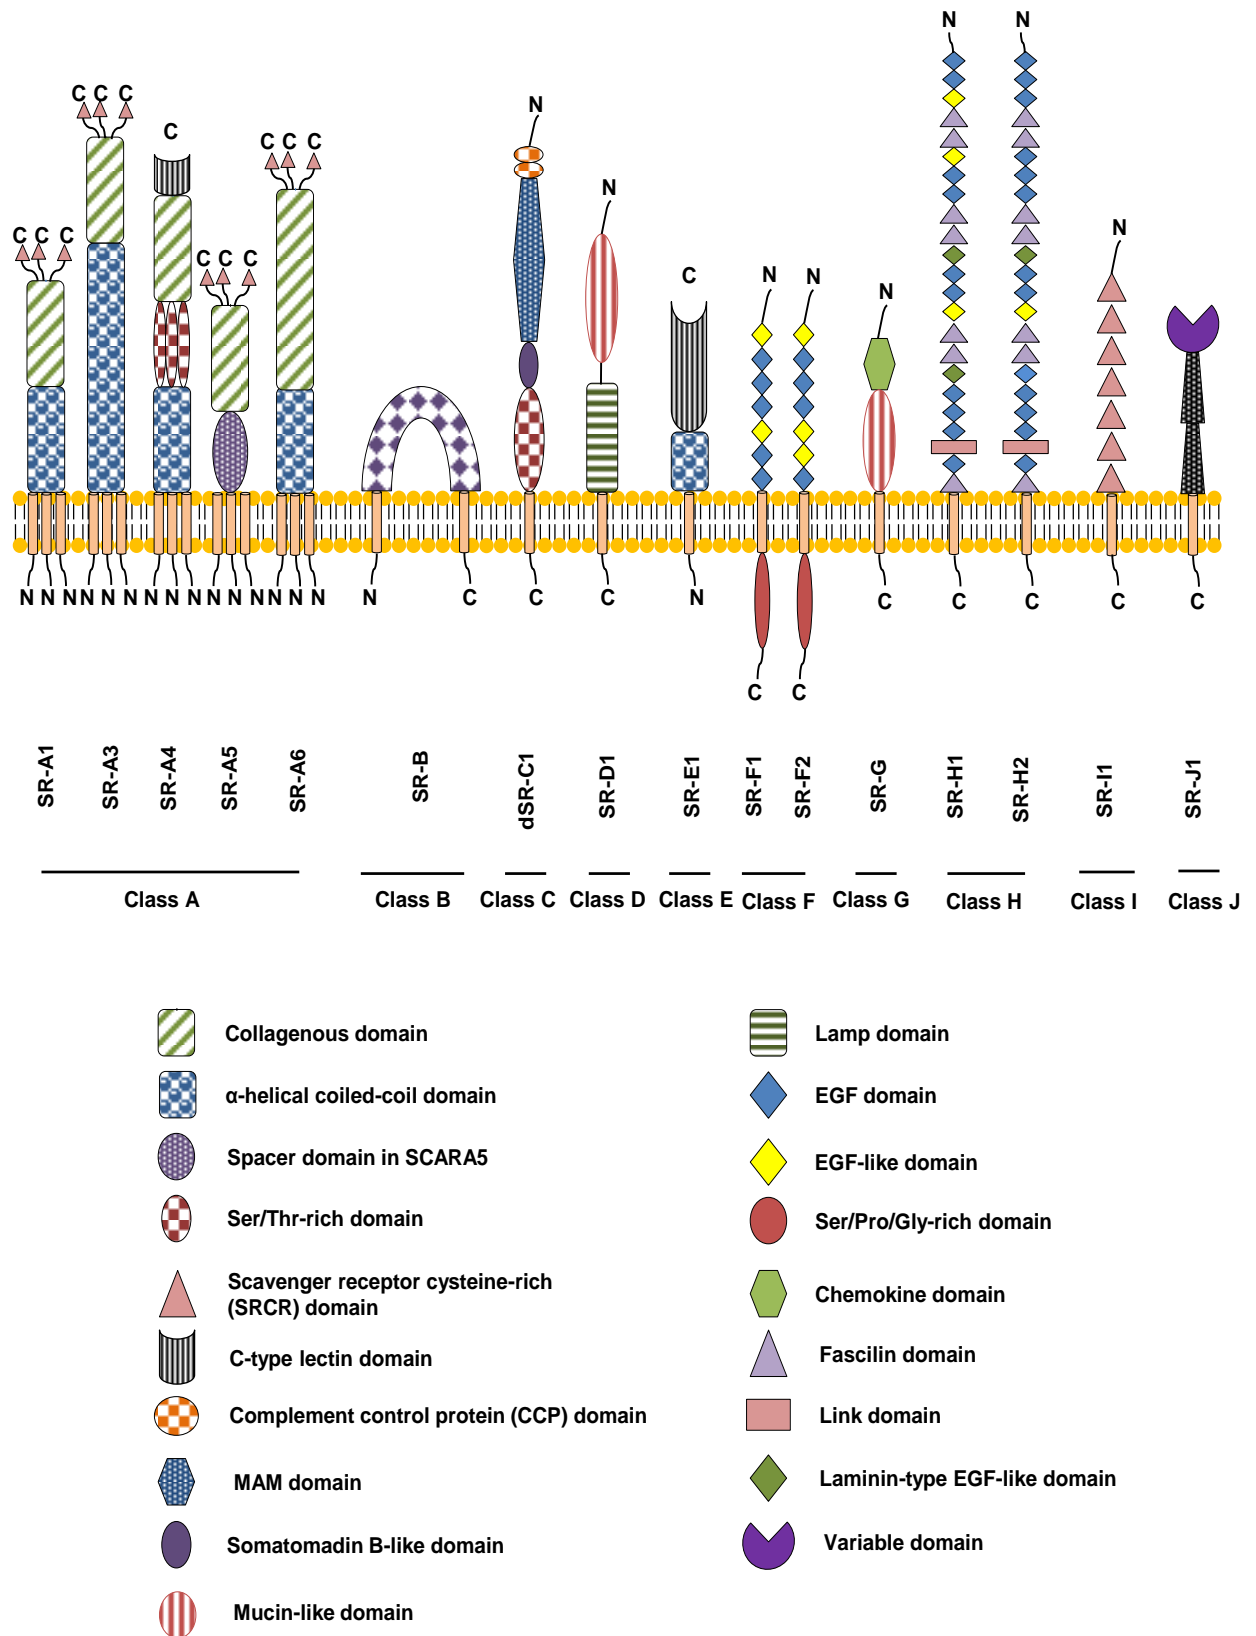 N N
C C C
N
C C C
C
C C C
N
N
C C C
C C C
C
N N
N
N
N N N N N N N N N N N N N N N
N C C C N C C C C C
C C
SR-A1 SR-A3 SR-A4 SR-A5 SR-A6 SR-B dSR-C1 SR-D1 SR-E1 SR-F1 SR-F2 SR-G SR-H1 SR-H2 SR-I1 SR-J1
Class A Class B Class C Class D Class E Class F Class G Class H Class I Class J
Collagenous domain
α-helical coiled-coil domain
Spacer domain in SCARA5
Ser/Thr-rich domain
Scavenger receptor cysteine-rich
(SRCR) domain
C-type lectin domain
Complement control protein (CCP) domain
MAM domain
Somatomadin B-like domain
Mucin-like domain
Lamp domain
EGF domain
EGF-like domain
Ser/Pro/Gly-rich domain
Chemokine domain
Fascilin domain
Link domain
Laminin-type EGF-like domain
Variable domain